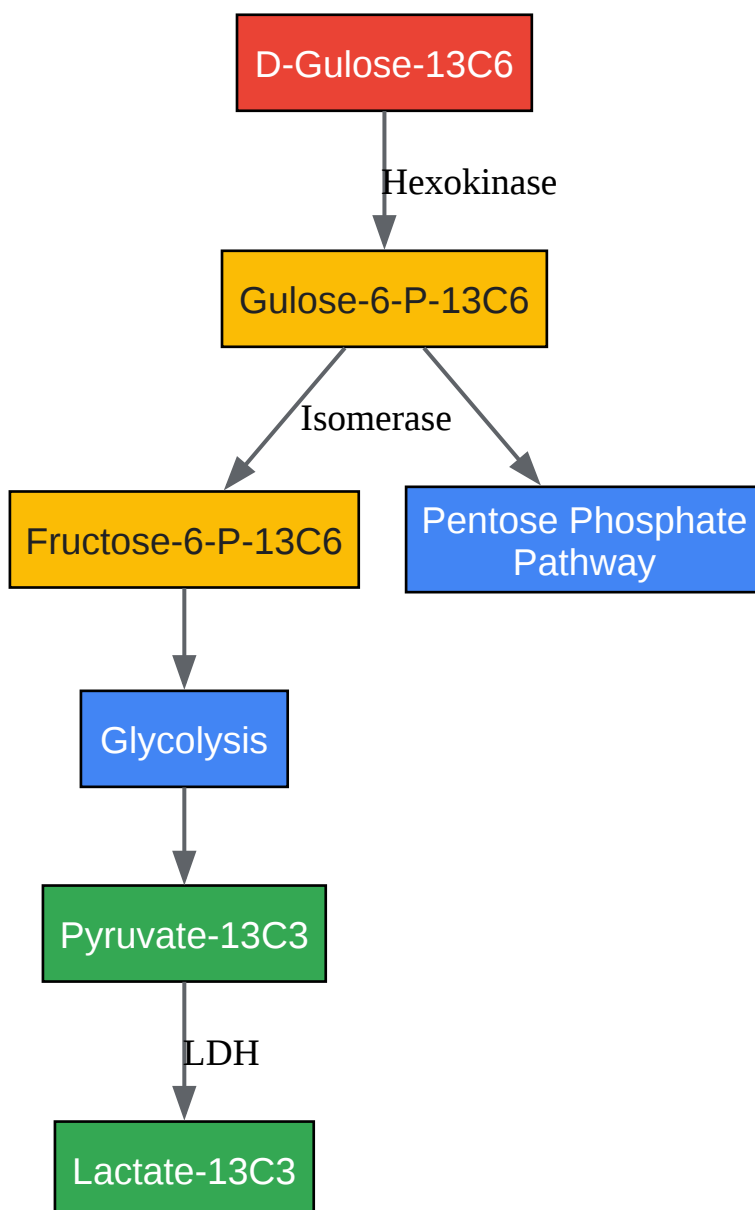 D-Gulose-13C6
Hexokinase
Gulose-6-P-13C6
Isomerase
Fructose-6-P-13C6
Pentose Phosphate
Pathway
Glycolysis
Pyruvate-13C3
LDH
Lactate-13C3